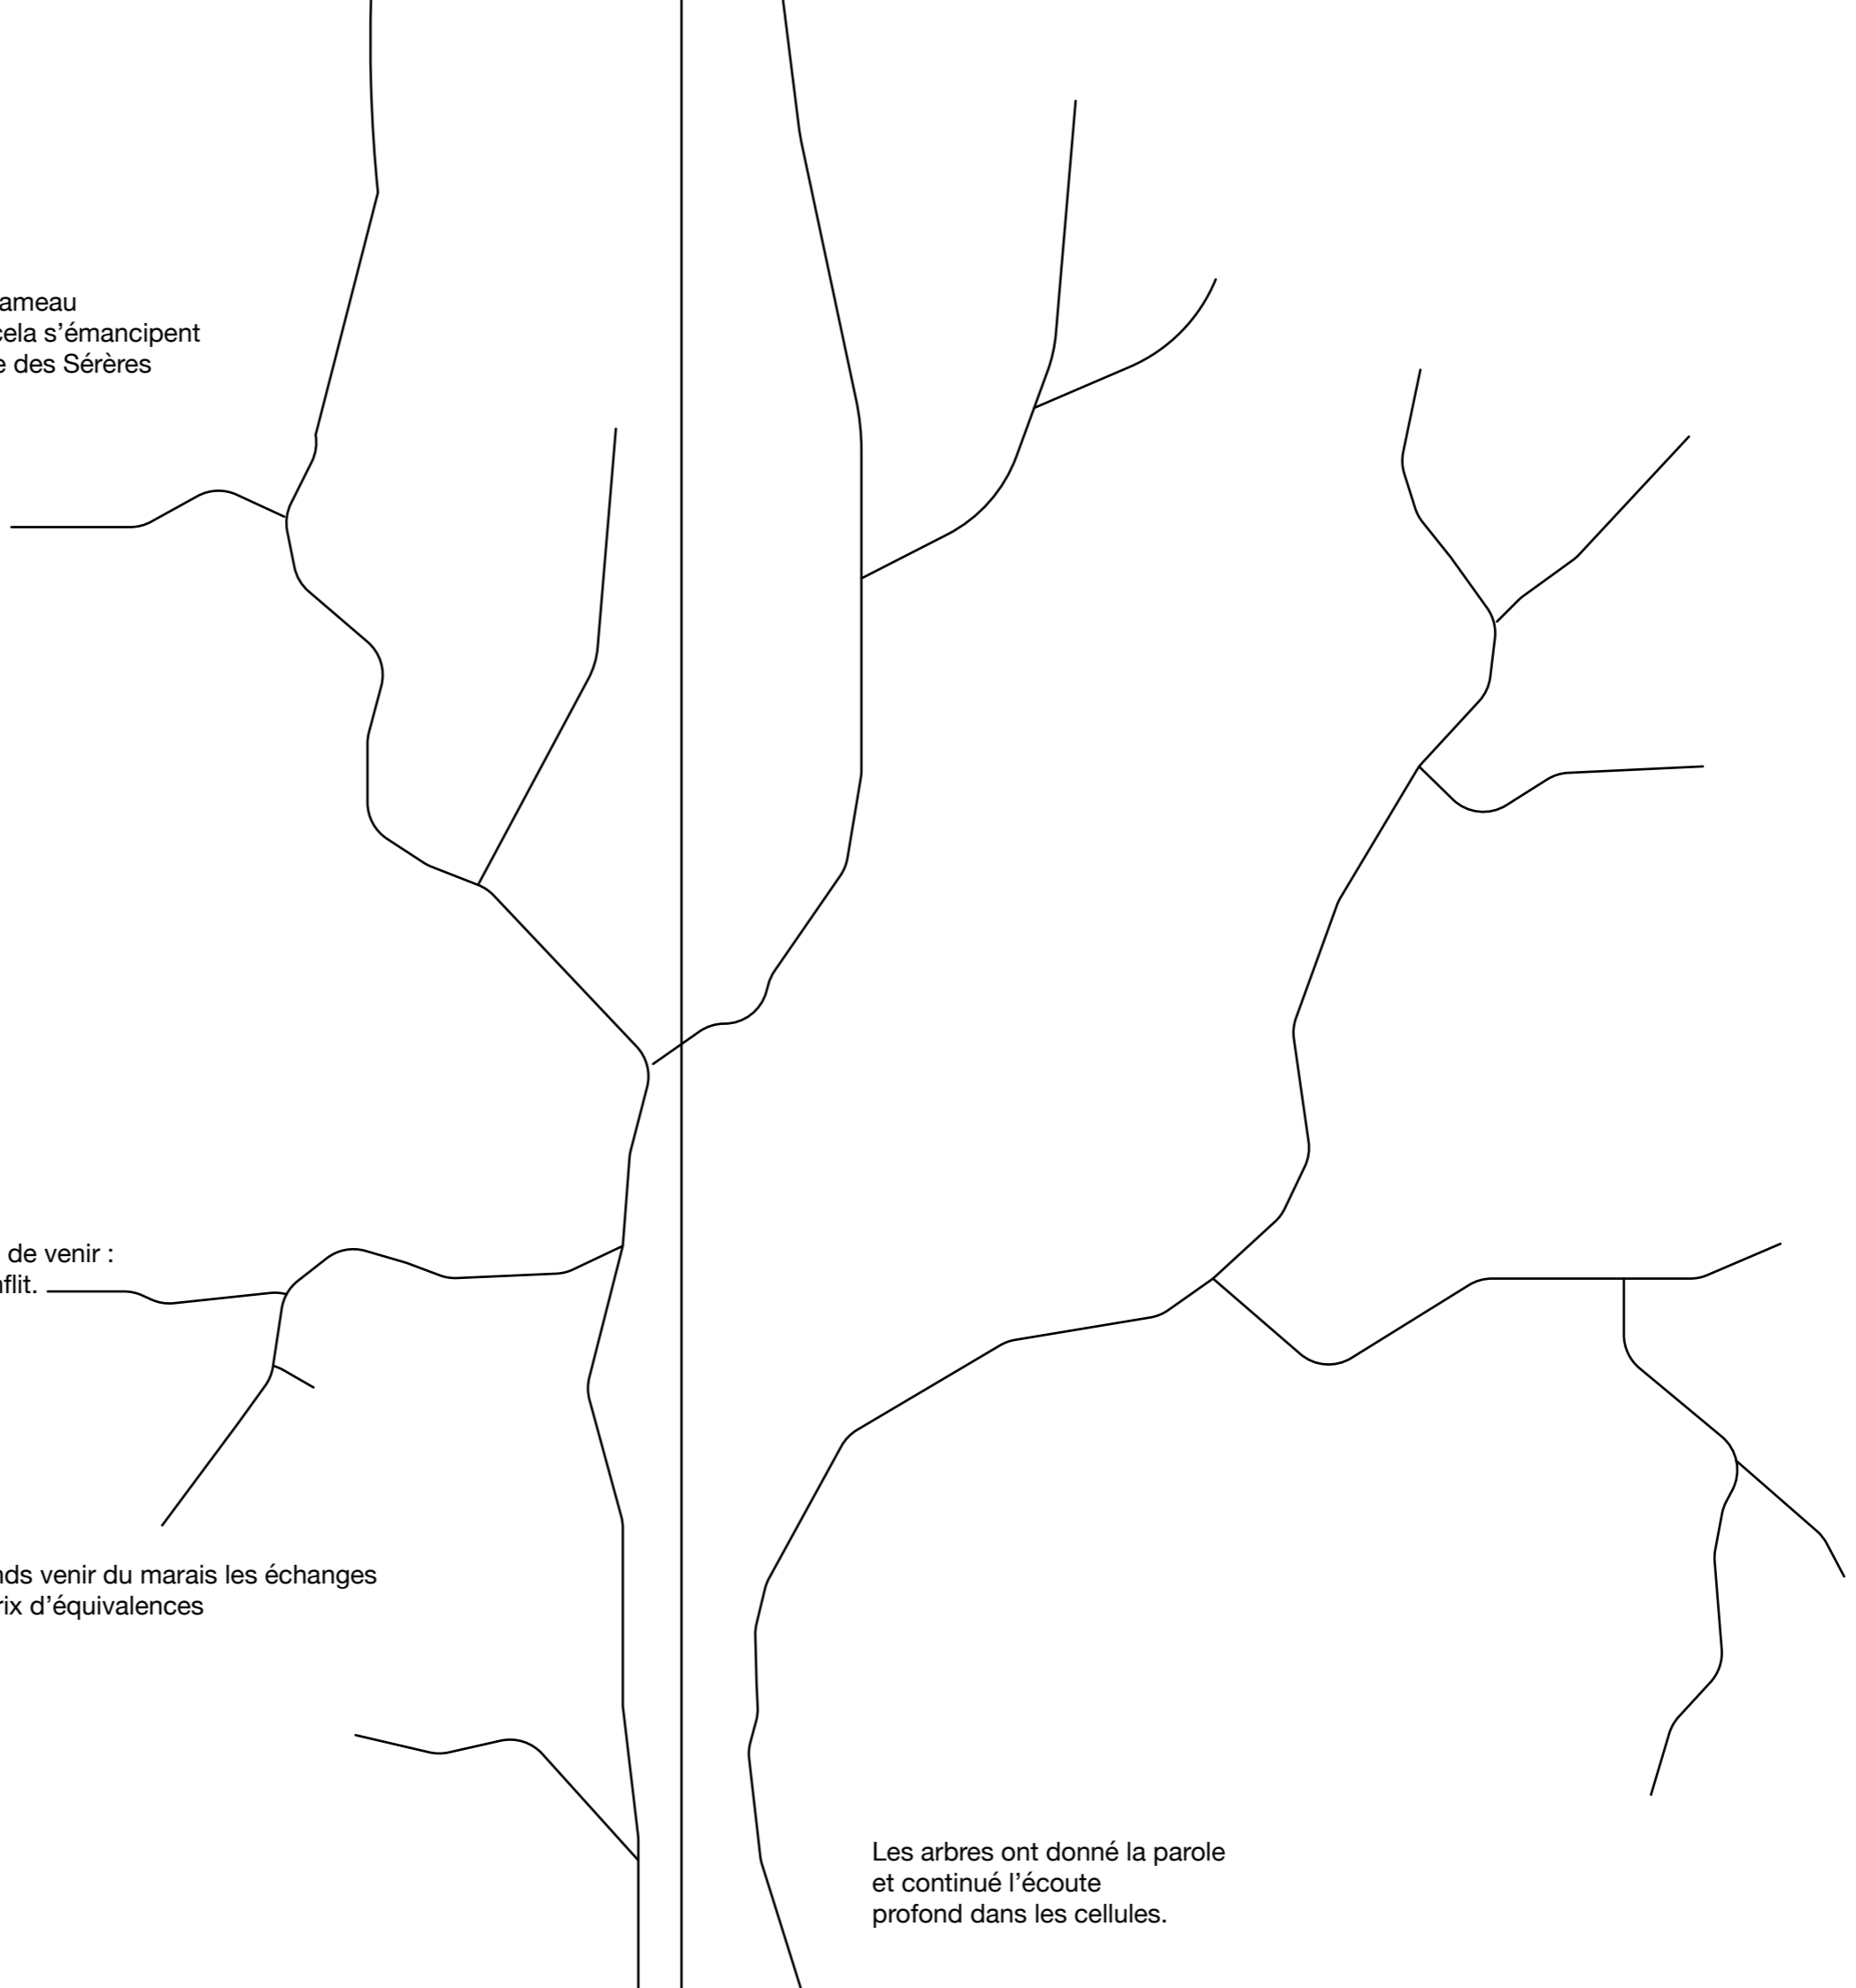 ameau
cela s’émancipent
e des Sérères
de venir :
nflit.
nds venir du marais les échanges
rix d’équivalences
Les arbres ont donné la parole
et continué l’écoute
profond dans les cellules.